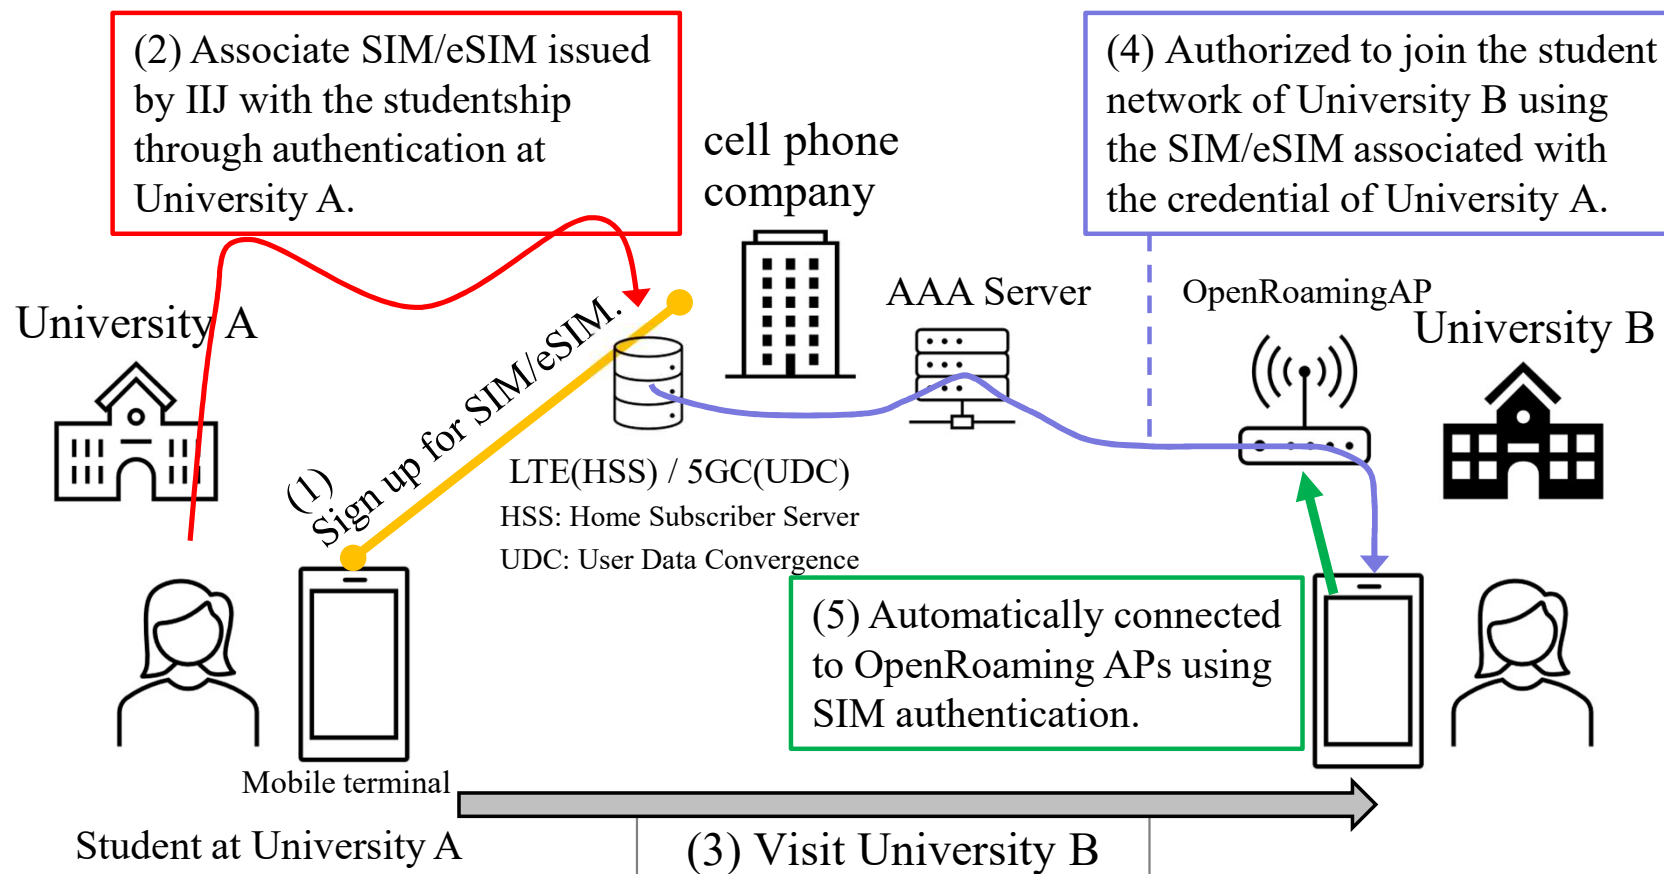 (2) Associate SIM/eSIM issued
by IIJ with the studentship
through authentication at
University A.
cell phone
company
(4) Authorized to join the student
network of University B using
the SIM/eSIM associated with
the credential of University A.
University A
AAA Server
OpenRoamingAP
University B
(1)
Sign up for SIM/eSIM.
LTE(HSS) / 5GC(UDC)
HSS: Home Subscriber Server
UDC: User Data Convergence
(5) Automatically connected
to OpenRoaming APs using
SIM authentication.
Mobile terminal
Student at University A
(3) Visit University B